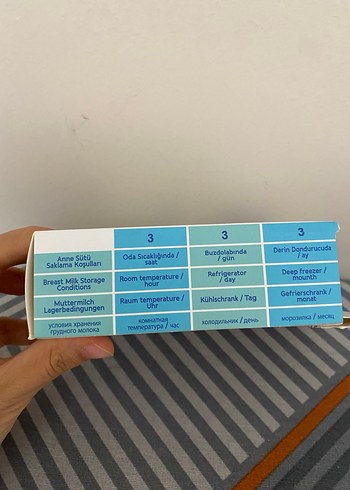 3 3 3
Anne Sütü
Saklama Koşulları
Oda Sıcaklığında /
saat
Buzdolabında
/ gün
Derin Dondurucuda
/ ay
Breast Milk Storage
Conditions
Room temperature /
hour
Refrigerator
/ day
Deep freezer /
mounth
Muttermilch
Lagerbedingungen
Raum temperature /
Uhr
Kühlschrank / Tag
Gefrierschrank /
monat
условия хранения
грудного молока
комнатная
температура / час
холодильник / день
морозилка / месяц